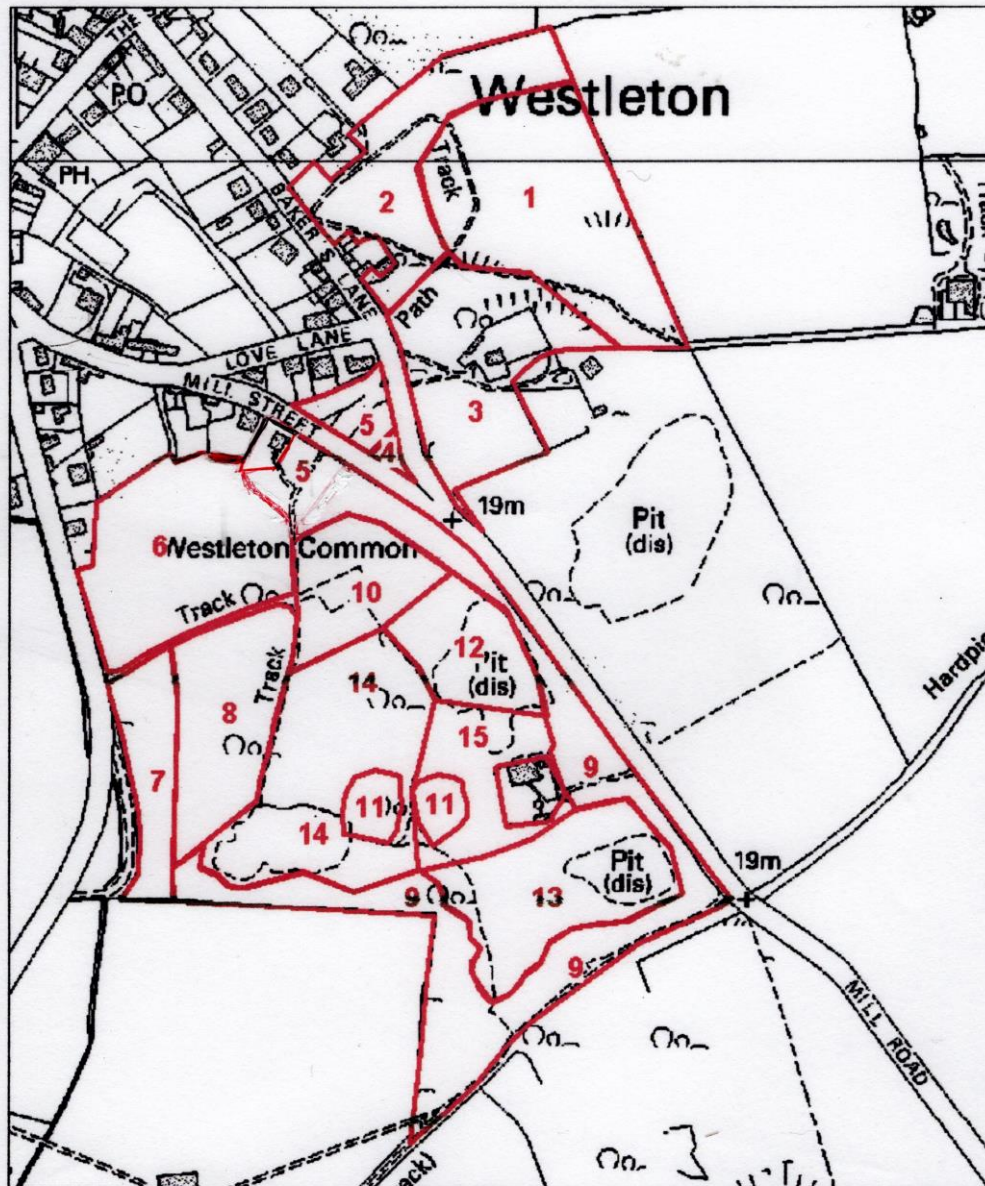 THE
PO
Westleton
PH
BAKER'S LANE
Track
2
1
Path
LOVE LANE
MILL STREET
3
5
4
5
19m
Pit
(dis)
6
Westleton Common
10
Track
Track
12
Pit
(dis)
14
8
15
7
9
11
11
14
Pit
(dis)
19m
9
13
9
MILL ROAD